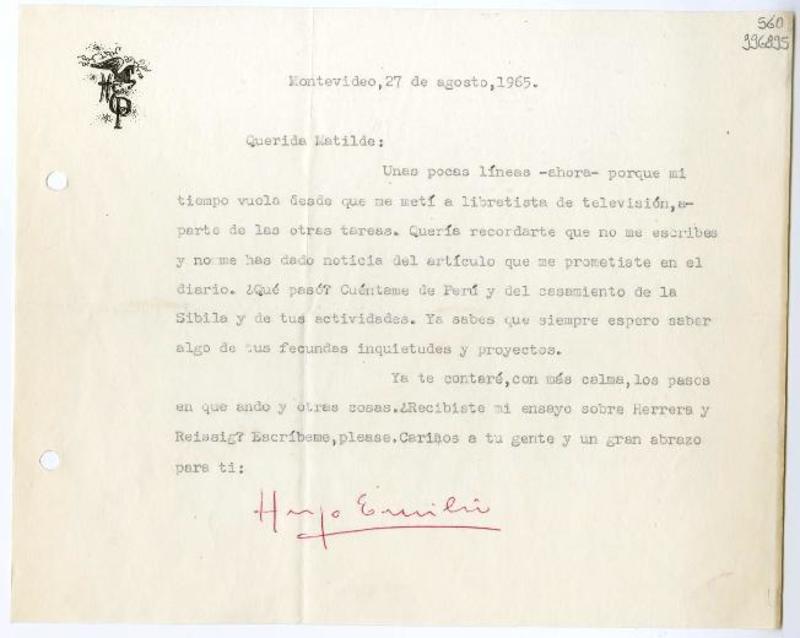 560
996895
HEP
Montevideo,27 de agosto,1965.
Querida Matilde:
Unas pocas líneas -ahora- porque mi
tiempo vuela desde que me metí a libretista de televisión,a-
parte de las otras tareas. Quería recordarte que no me escribes
y no me has dado noticia del artículo que me prometiste en el
diario. ¿Qué pasó? Cuéntame de Perú y del casamiento de la
Sibila y de tus actividades. Ya sabes que siempre espero saber
algo de tus fecundas inquietudes y proyectos.
Ya te contaré,con más calma,los pasos
en que ando y otras cosas.¿Recibiste mi ensayo sobre Herrera y
Reissig? Escríbeme,please.Cariños a tu gente y un gran abrazo
para ti:
Hugo Emilio